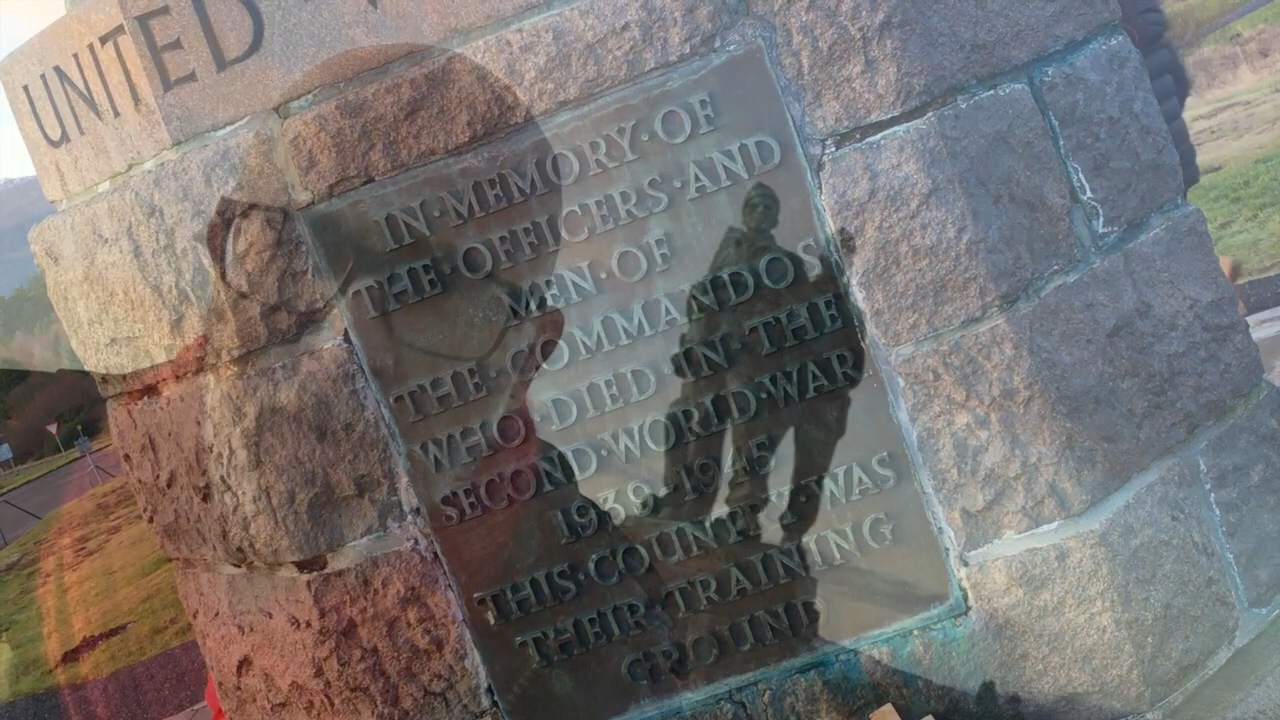 UNITED
IN·MEMORY·OF
THE·OFFICERS·AND
MEN·OF
THE·COMMANDOS
WHO·DIED·IN·THE
SECOND·WORLD·WAR
1939-1945
THIS·COUNTRY·WAS
THEIR·TRAINING
GROUND